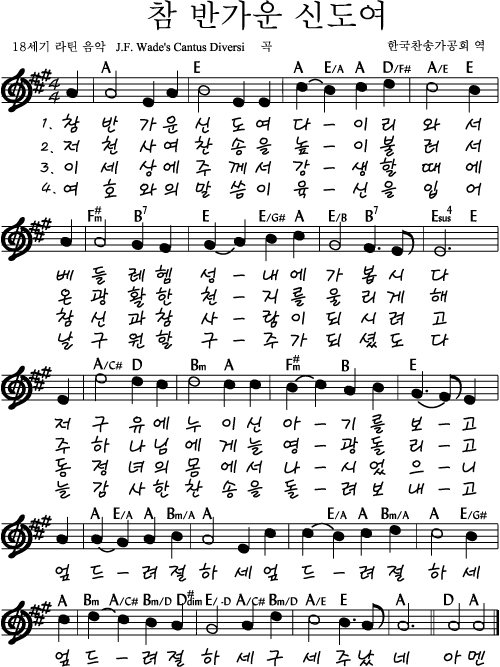 참 반가운 신도여
18세기 라틴 음악 J.F. Wade's Cantus Diversi 곡 한국찬송가공회 역
A E A E/A A D/F# A/E E
1. 참 반 가 운 신 도 여 다 - 이 리 와 서
2. 저 천 사 여 찬 송 을 높 - 이 불 러 서
3. 이 세 상 에 주 께 서 강 - 생 할 때 에
4. 여 호 와 의 말 씀 이 육 - 신 을 입 어
F#m B7 E E/G# A E/B B7 Esus4 E
베 들 레 헴 성 - 내 에 가 봅 시 다
온 광 활 한 천 - 지 를 울 리 게 해
창 신 과 창 사 - 랑 이 되 시 려 고
날 구 원 할 구 - 주 가 되 셨 도 다
A/C# D Bm A F#m B E
저 구 유 에 누 이 신 아 - 기 를 보 - 고
주 하 나 님 에 게 늘 영 - 광 돌 리 - 고
동 정 녀 의 몸 에 서 나 - 시 었 으 - 니
늘 감 사 한 찬 송 을 돌 - 려 보 내 - 고
A E/A A Bm/A A E A E/A A Bm/A A E/G#
엎 드 - 려 절 하 세 엎 드 - 려 절 하 세
A Bm A/C# Bm/D D#dim E/-D A/C# Bm/D A/E E A D A
엎 드 - 려 절 하 세 구 세 주 났 네 아 멘